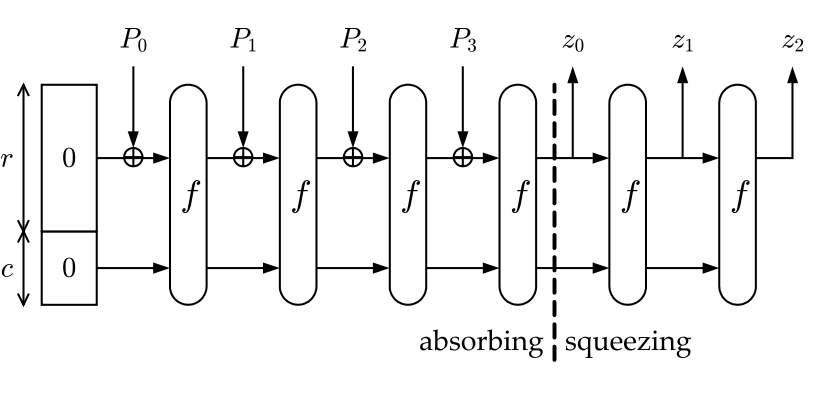 P₀ P₁ P₂ P₃ z₀ z₁ z₂
r 0
f f f f f f
c 0
absorbing squeezing